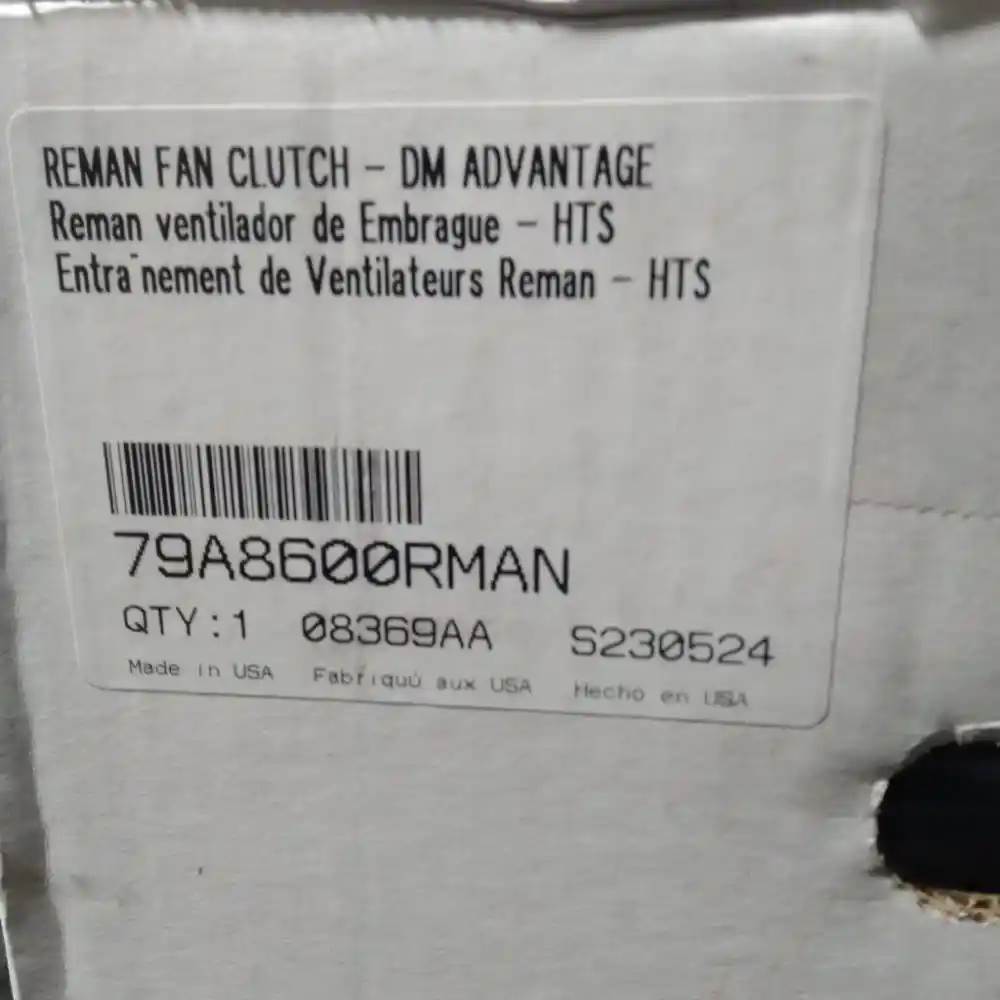 REMAN FAN CLUTCH - DM ADVANTAGE
Reman ventilador de Embrague - HTS
Entra¨nement de Ventilateurs Reman - HTS
79A8600RMAN
QTY:1 08369AA S230524
Made in USA Fabriquù aux USA Hecho en USA